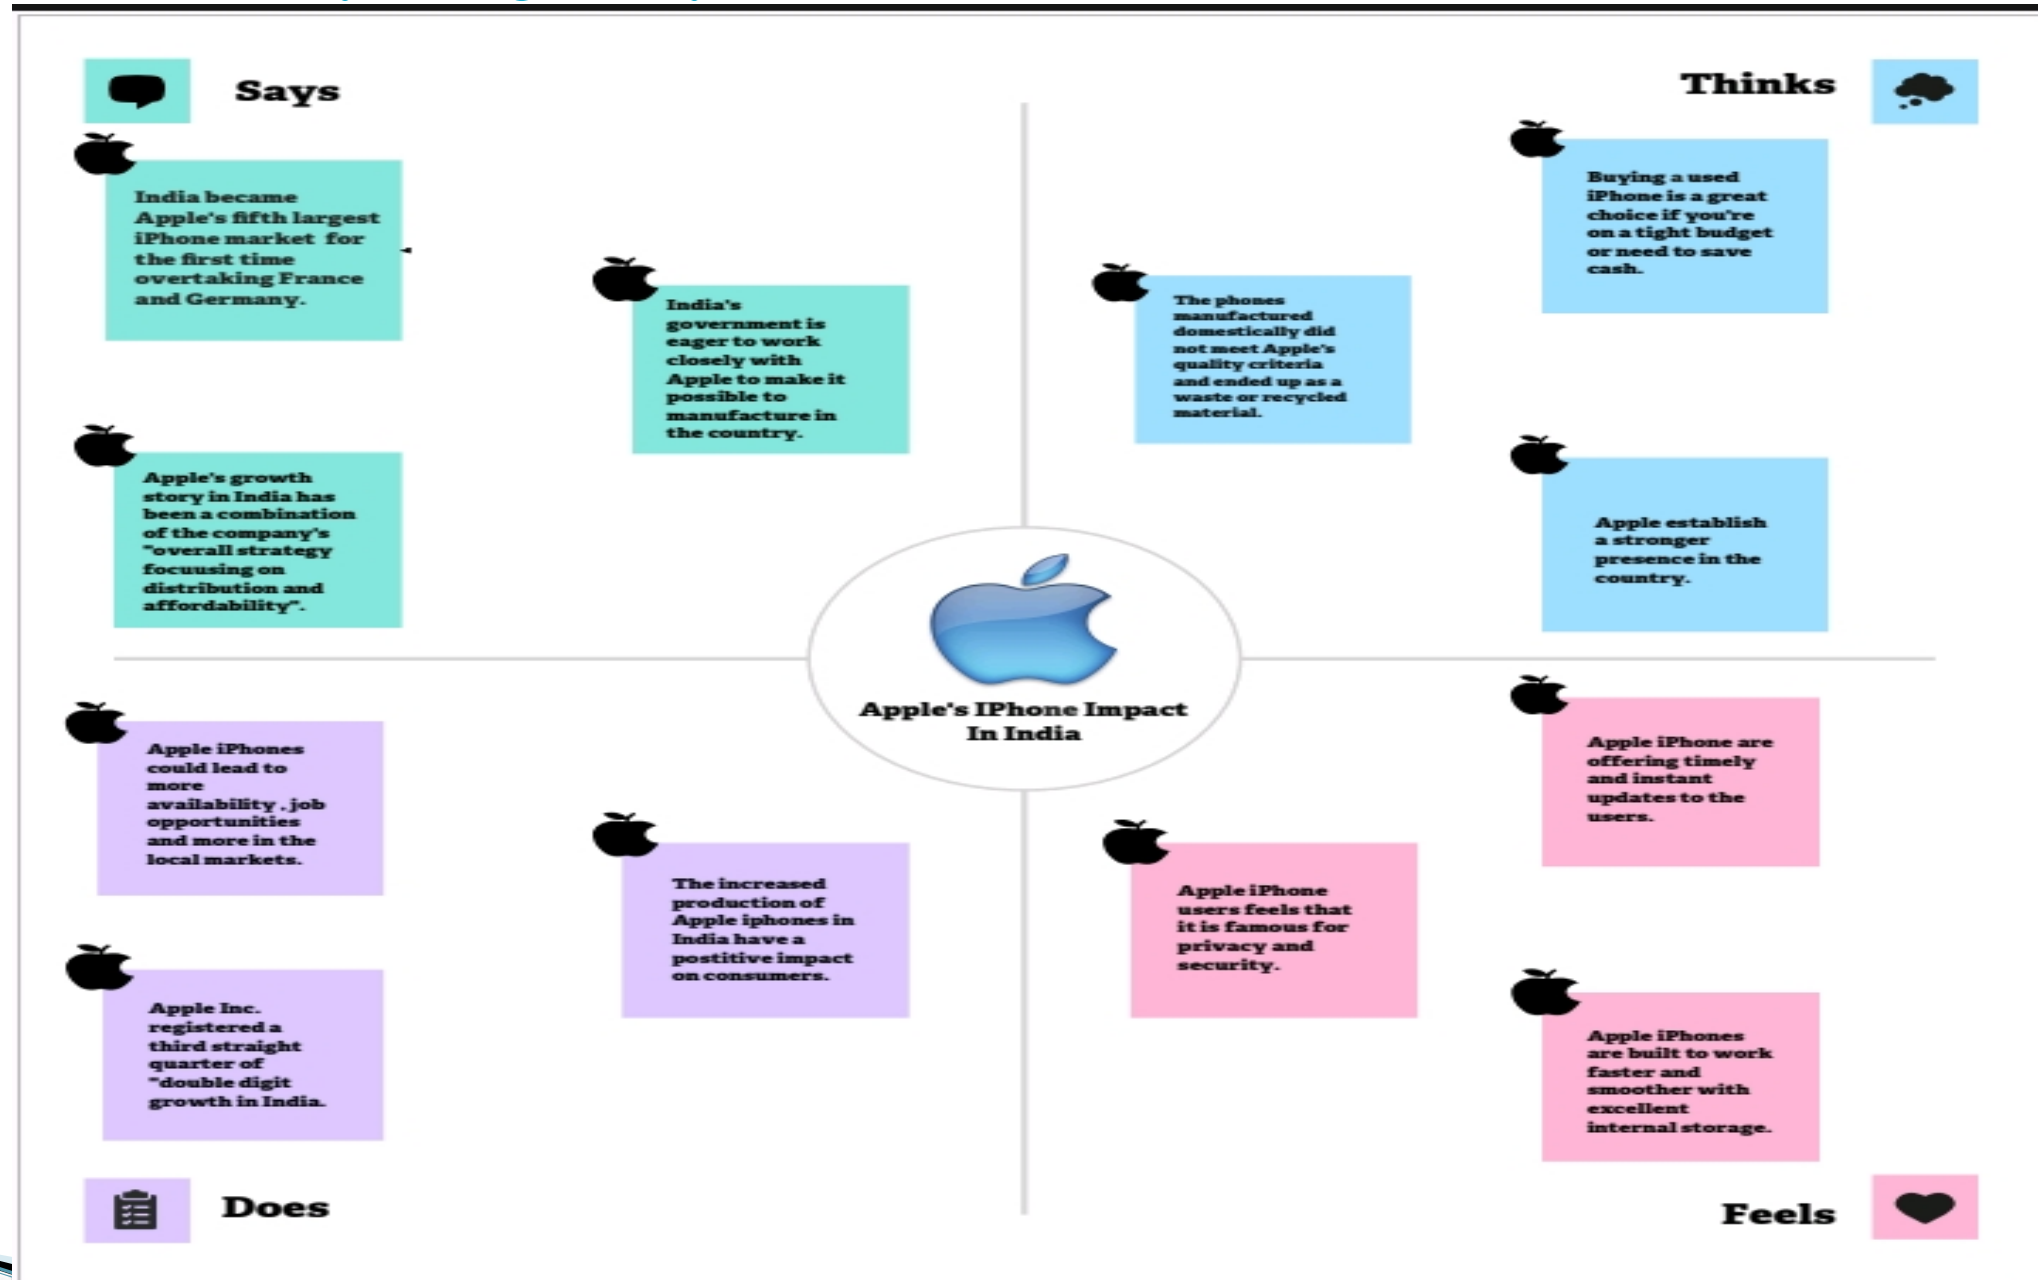 Says
India became
Apple's fifth largest
iPhone market for
the first time
overtaking France
and Germany.
India's
government is
eager to work
closely with
Apple to make it
possible to
manufacture in
the country.
Apple's growth
story in India has
been a combination
of the company's
"overall strategy
focuusing on
distribution and
affordability".
Thinks
Buying a used
iPhone is a great
choice if you're
on a tight budget
or need to save
cash.
The phones
manufactured
domestically did
not meet Apple's
quality criteria
and ended up as a
waste or recycled
material.
Apple establish
a stronger
presence in the
country.
Apple's IPhone Impact
In India
Apple iPhones
could lead to
more
availability , job
opportunities
and more in the
local markets.
The increased
production of
Apple iphones in
India have a
postitive impact
on consumers.
Apple Inc.
registered a
third straight
quarter of
"double digit
growth in India.
Does
Apple iPhone are
offering timely
and instant
updates to the
users.
Apple iPhone
users feels that
it is famous for
privacy and
security.
Apple iPhones
are built to work
faster and
smoother with
excellent
internal storage.
Feels